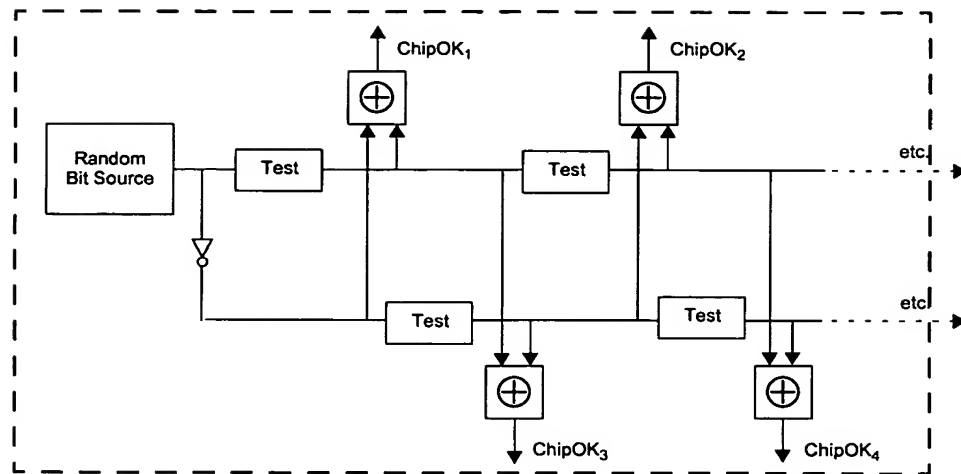 ChipOK₁
ChipOK₂
Random
Bit Source
Test
Test
etc.
Test
Test
etc
ChipOK₃
ChipOK₄